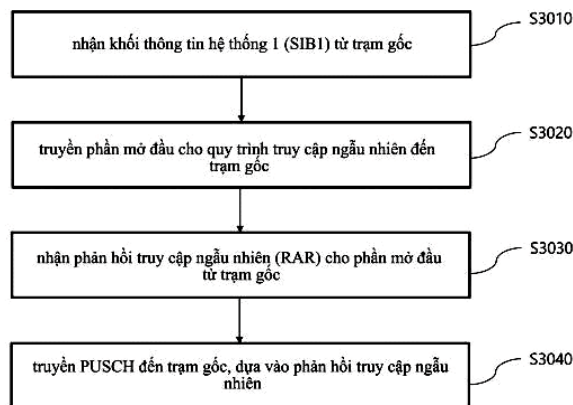 S3010
nhận khối thông tin hệ thống 1 (SIB1) từ trạm gốc
S3020
truyền phần mở đầu cho quy trình truy cập ngẫu nhiên đến
trạm gốc
S3030
nhận phản hồi truy cập ngẫu nhiên (RAR) cho phần mở đầu
từ trạm gốc
S3040
truyền PUSCH đến trạm gốc, dựa vào phản hồi truy cập ngẫu
nhiên